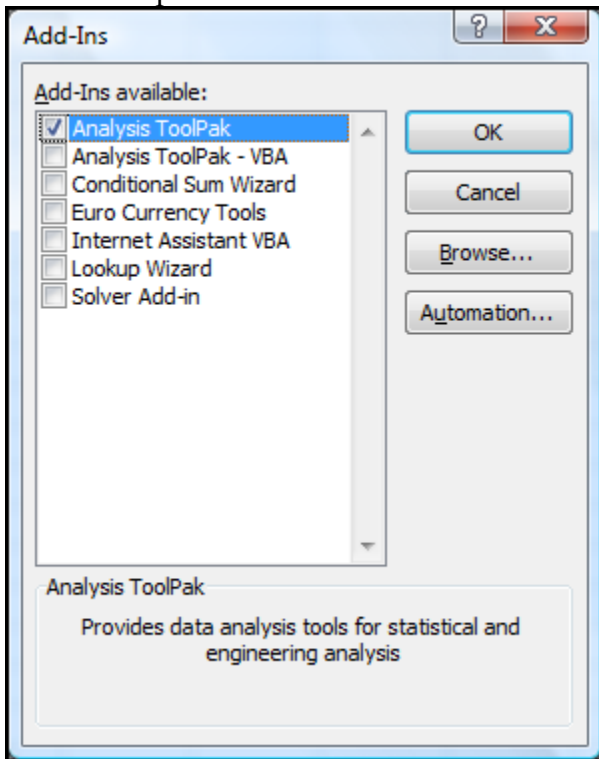 Add-Ins
Add-Ins available:
Analysis ToolPak
Analysis ToolPak - VBA
Conditional Sum Wizard
Euro Currency Tools
Internet Assistant VBA
Lookup Wizard
Solver Add-in
OK
Cancel
Browse...
Automation...
Analysis ToolPak
Provides data analysis tools for statistical and
engineering analysis